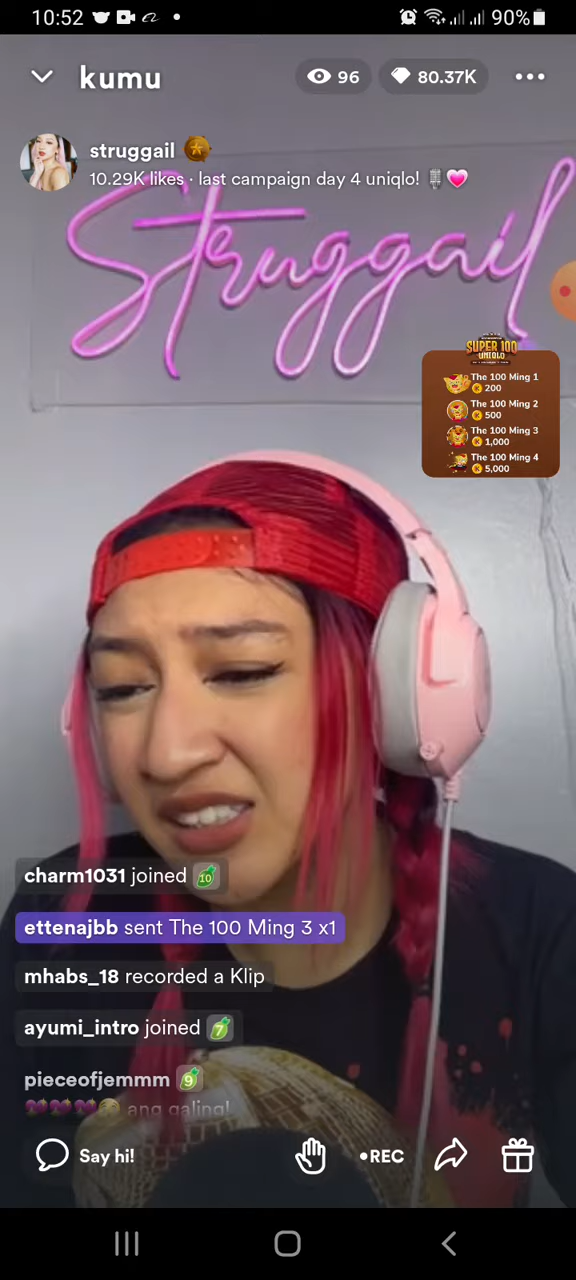 10:52
90%
kumu
96
80.37K
struggail
10.29K likes · last campaign day 4 uniqlo!
Struggail
SUPER 100
UNIQLO
The 100 Ming 1
200
The 100 Ming 2
500
The 100 Ming 3
1,000
The 100 Ming 4
5,000
charm1031 joined 10
ettenajbb sent The 100 Ming 3 x1
mhabs_18 recorded a Klip
ayumi_intro joined 7
pieceofjemmm 9
ang galing!
Say hi!
•REC